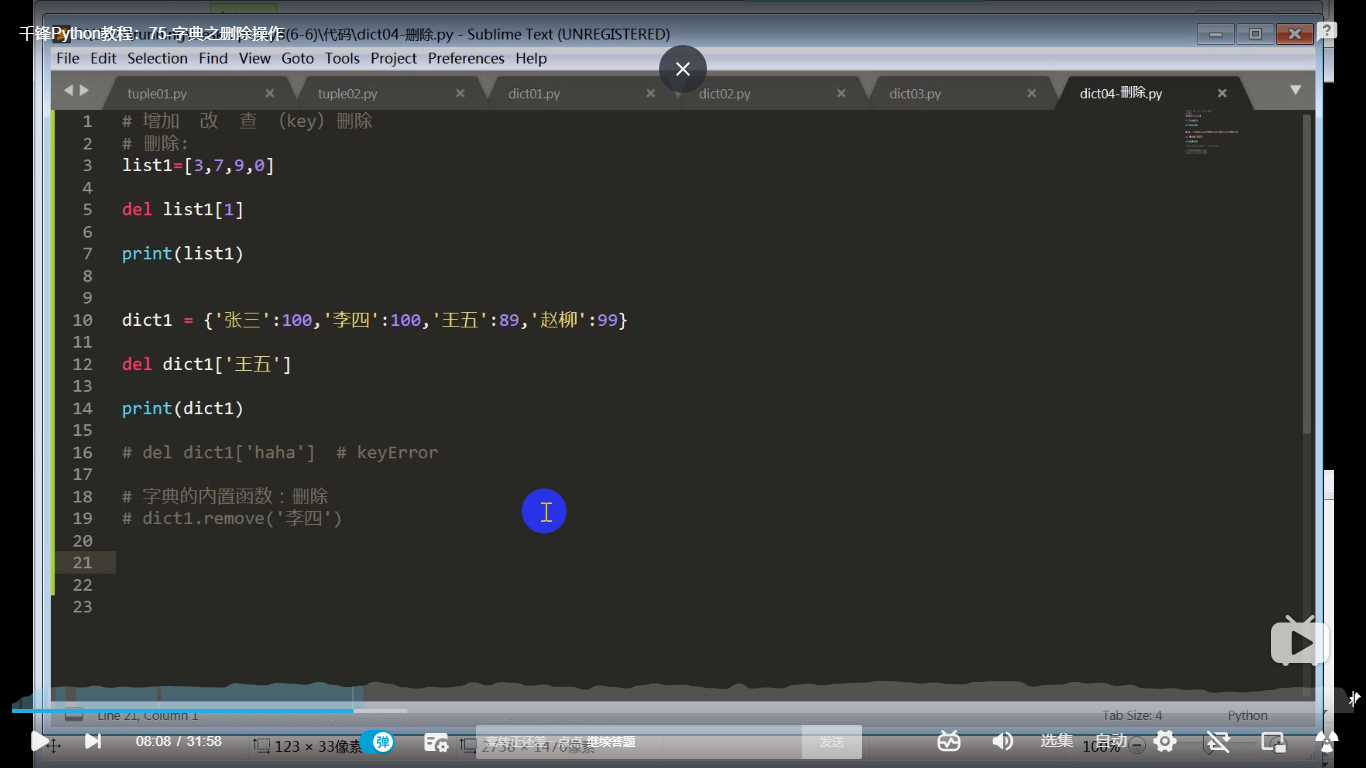 千锋Python教程：75-字典之删除操作
(6-6)\代码\dict04-删除.py - Sublime Text (UNREGISTERED)
?
File Edit Selection Find View Goto Tools Project Preferences Help
tuple01.py tuple02.py dict01.py dict02.py dict03.py dict04-删除.py
1 # 增加 改 查 （key）删除
2 # 删除:
3 list1=[3,7,9,0]
4
5 del list1[1]
6
7 print(list1)
8
9
10 dict1 = {'张三':100,'李四':100,'王五':89,'赵柳':99}
11
12 del dict1['王五']
13
14 print(dict1)
15
16 # del dict1['haha'] # keyError
17
18 # 字典的内置函数：删除
19 # dict1.remove('李四')
20
21
22
23
Line 21, Column 1 Tab Size: 4 Python
08:08 / 31:58 123 × 33像素 弹 继续答题 发送 选集 自动 100%